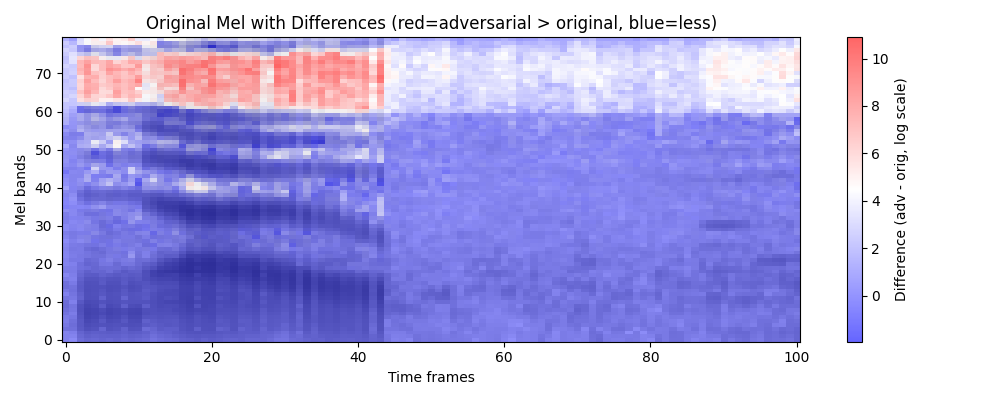 Original Mel with Differences (red=adversarial > original, blue=less)
Mel bands
70
60
50
40
30
20
10
0
0 20 40 60 80 100
Time frames
10
8
6
4
2
0
Difference (adv - orig, log scale)